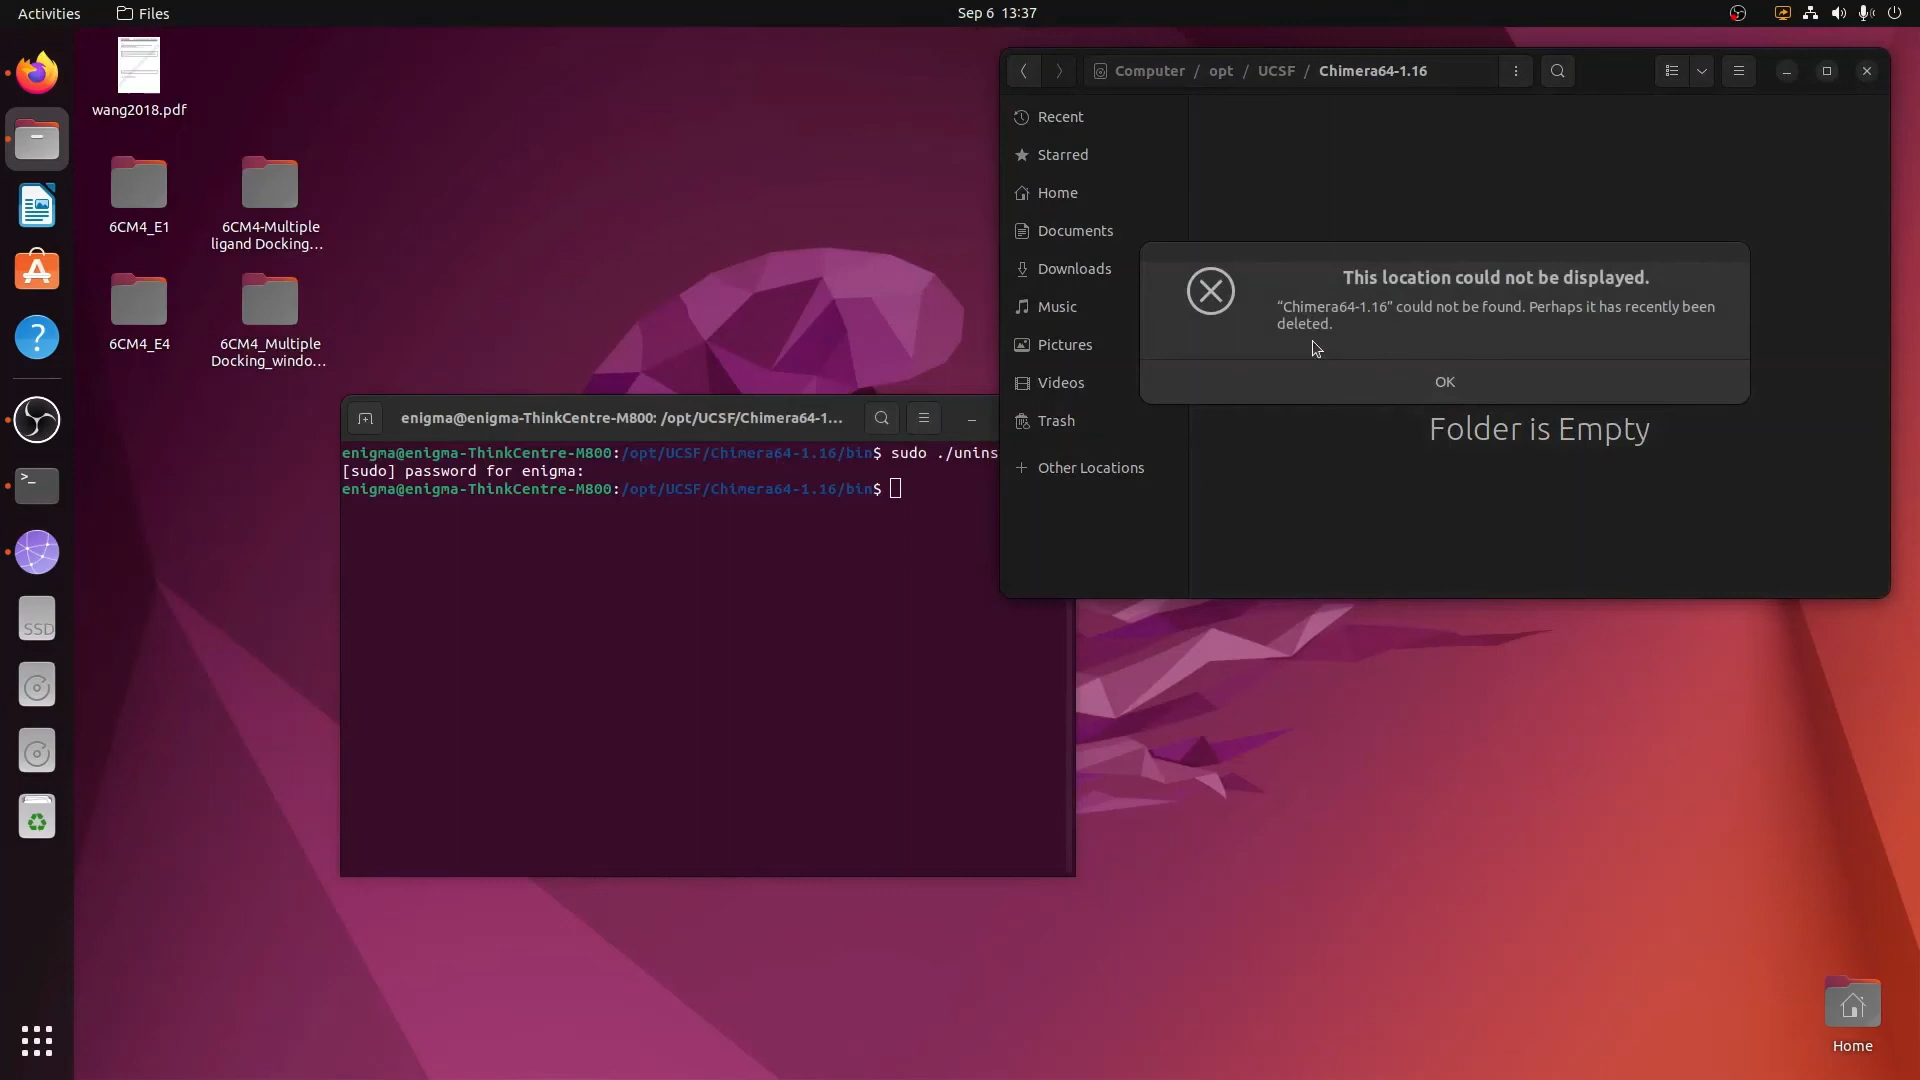 Activities
Files
Sep 6 13:37
wang2018.pdf
6CM4_E1
6CM4-Multiple
ligand Docking...
6CM4_E4
6CM4_Multiple
Docking_windo...
SSD
enigma@enigma-ThinkCentre-M800: /opt/UCSF/Chimera64-1...
enigma@enigma-ThinkCentre-M800:/opt/UCSF/Chimera64-1.16/bin$ sudo ./unins
[sudo] password for enigma:
enigma@enigma-ThinkCentre-M800:/opt/UCSF/Chimera64-1.16/bin$
Computer / opt / UCSF / Chimera64-1.16
Recent
Starred
Home
Documents
Downloads
Music
Pictures
Videos
Trash
Other Locations
This location could not be displayed.
“Chimera64-1.16” could not be found. Perhaps it has recently been
deleted.
OK
Folder is Empty
Home